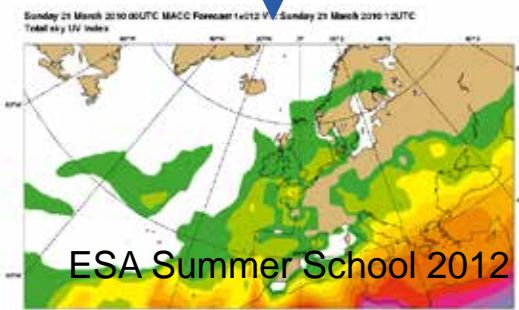 Sunday 21 March 2010 00UTC MACC Forecast t+012 VT: Sunday 21 March 2010 12UTC
Total sky UV index
ESA Summer School 2012